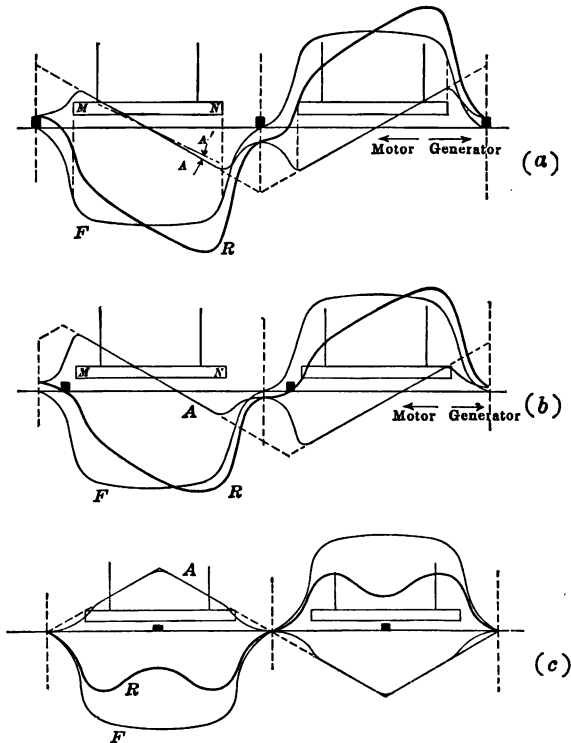 M N
A'
A
Motor Generator
(a)
F R
M N
A
Motor Generator
(b)
F R
A
R
(c)
F